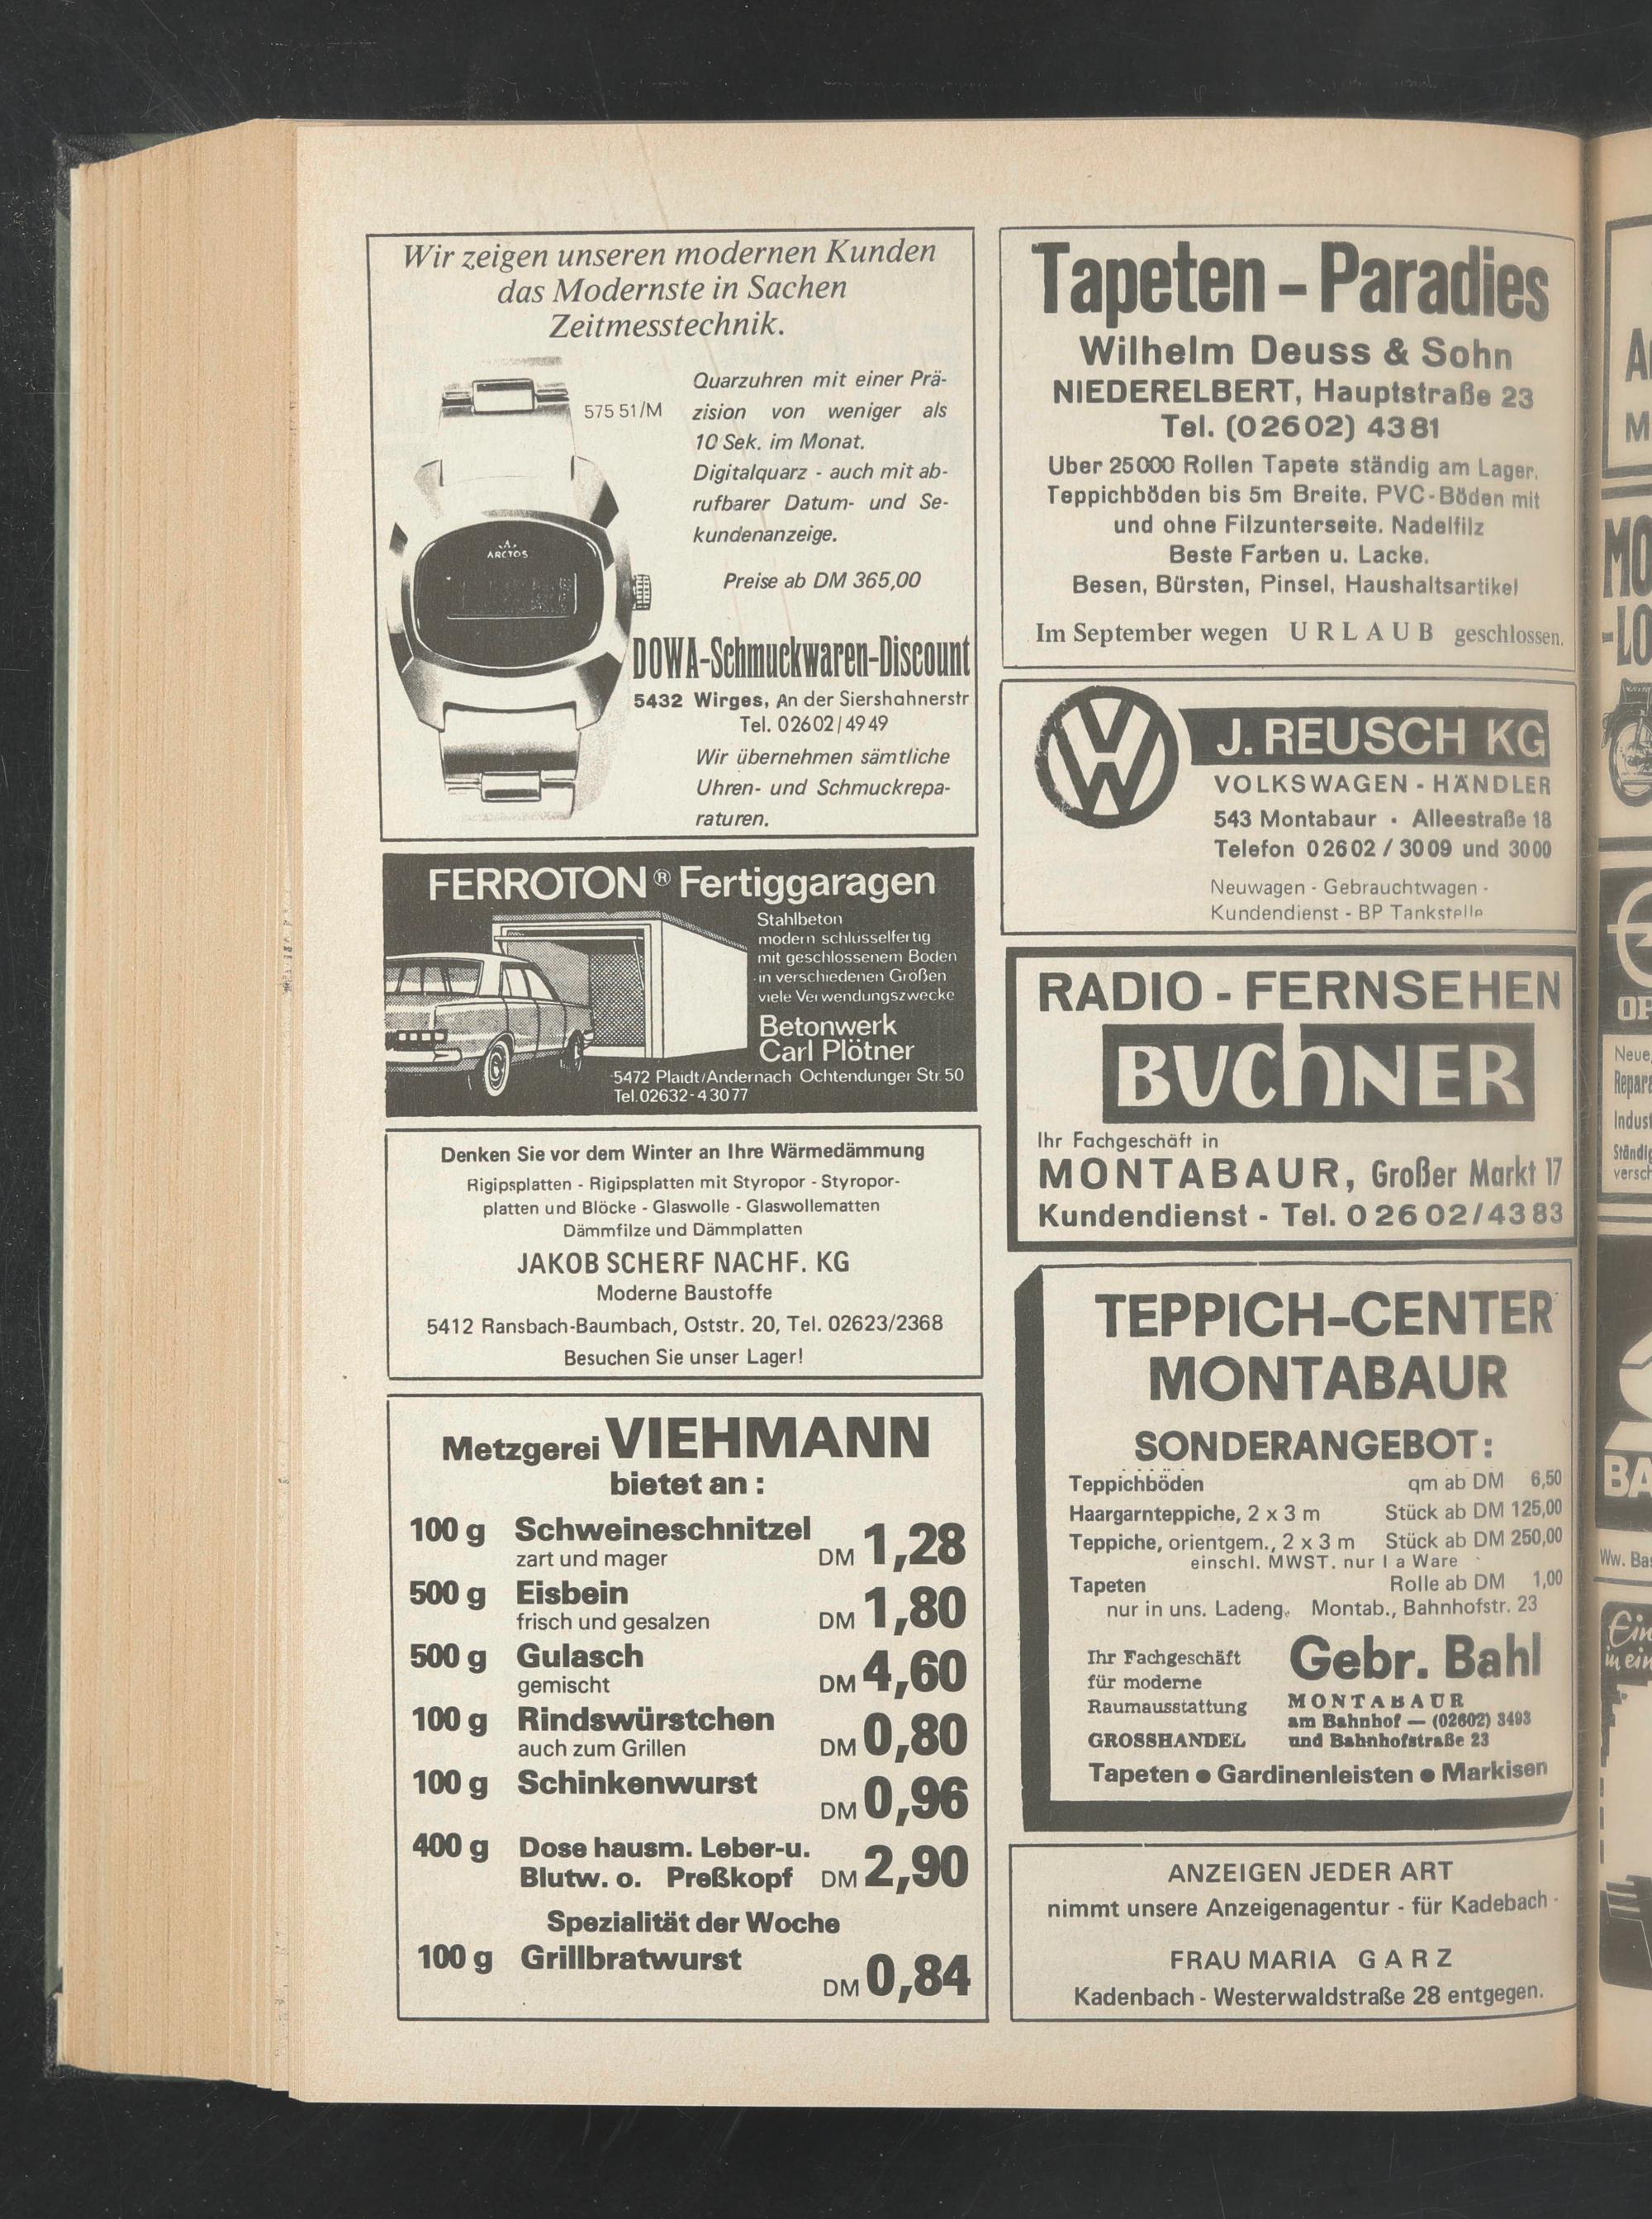 Wir zeigen unseren modernen Kunden
das Modernste in Sachen
Zeitmesstechnik.
575 51/M
ARCTOS
Quarzuhren mit einer Prä-
zision von weniger als
10 Sek. im Monat.
Digitalquarz - auch mit ab-
rufbarer Datum- und Se-
kundenanzeige.
Preise ab DM 365,00
DOWA-Schmuckwaren-Discount
5432 Wirges, An der Siershahnerstr
Tel. 02602/4949
Wir übernehmen sämtliche
Uhren- und Schmuckrepa-
raturen.
FERROTON ® Fertiggaragen
Stahlbeton
modern schlüsselfertig
mit geschlossenem Boden
in verschiedenen Großen
viele Verwendungszwecke
Betonwerk
Carl Plötner
5472 Plaidt/Andernach Ochtendunger Str. 50
Tel. 02632-43077
Denken Sie vor dem Winter an Ihre Wärmedämmung
Rigipsplatten - Rigipsplatten mit Styropor - Styropor-
platten und Blöcke - Glaswolle - Glaswollematten
Dämmfilze und Dämmplatten
JAKOB SCHERF NACHF. KG
Moderne Baustoffe
5412 Ransbach-Baumbach, Oststr. 20, Tel. 02623/2368
Besuchen Sie unser Lager!
Metzgerei VIEHMANN
bietet an :
100 g Schweineschnitzel
zart und mager DM 1,28
500 g Eisbein
frisch und gesalzen DM 1,80
500 g Gulasch
gemischt DM 4,60
100 g Rindswürstchen
auch zum Grillen DM 0,80
100 g Schinkenwurst
DM 0,96
400 g Dose hausm. Leber-u.
Blutw. o. Preßkopf DM 2,90
Spezialität der Woche
100 g Grillbratwurst
DM 0,84
Tapeten - Paradies
Wilhelm Deuss & Sohn
NIEDERELBERT, Hauptstraße 23
Tel. (02602) 4381
Uber 25000 Rollen Tapete ständig am Lager.
Teppichböden bis 5m Breite. PVC-Böden mit
und ohne Filzunterseite. Nadelfilz
Beste Farben u. Lacke.
Besen, Bürsten, Pinsel, Haushaltsartikel
Im September wegen URLAUB geschlossen.
VW
J. REUSCH KG
VOLKSWAGEN - HÄNDLER
543 Montabaur • Alleestraße 18
Telefon 02602 / 3009 und 3000
Neuwagen - Gebrauchtwagen -
Kundendienst - BP Tankstelle
RADIO - FERNSEHEN
BUChNER
Ihr Fachgeschäft in
MONTABAUR, Großer Markt 17
Kundendienst - Tel. 02602/4383
TEPPICH-CENTER
MONTABAUR
SONDERANGEBOT:
Teppichböden qm ab DM 6,50
Haargarnteppiche, 2 x 3 m Stück ab DM 125,00
Teppiche, orientgem., 2 x 3 m Stück ab DM 250,00
einschl. MWST. nur I a Ware
Tapeten Rolle ab DM 1,00
nur in uns. Ladeng. Montab., Bahnhofstr. 23
Ihr Fachgeschäft
für moderne
Raumausstattung
GROSSHANDEL
Gebr. Bahl
MONTABAUR
am Bahnhof — (02602) 3493
und Bahnhofstraße 23
Tapeten ● Gardinenleisten ● Markisen
ANZEIGEN JEDER ART
nimmt unsere Anzeigenagentur - für Kadebach -
FRAU MARIA GARZ
Kadenbach - Westerwaldstraße 28 entgegen.
M
MO
-LO
Neue
Repar
Indus
Ständig
versch
BA
Ww. Ba
Ein
in ein